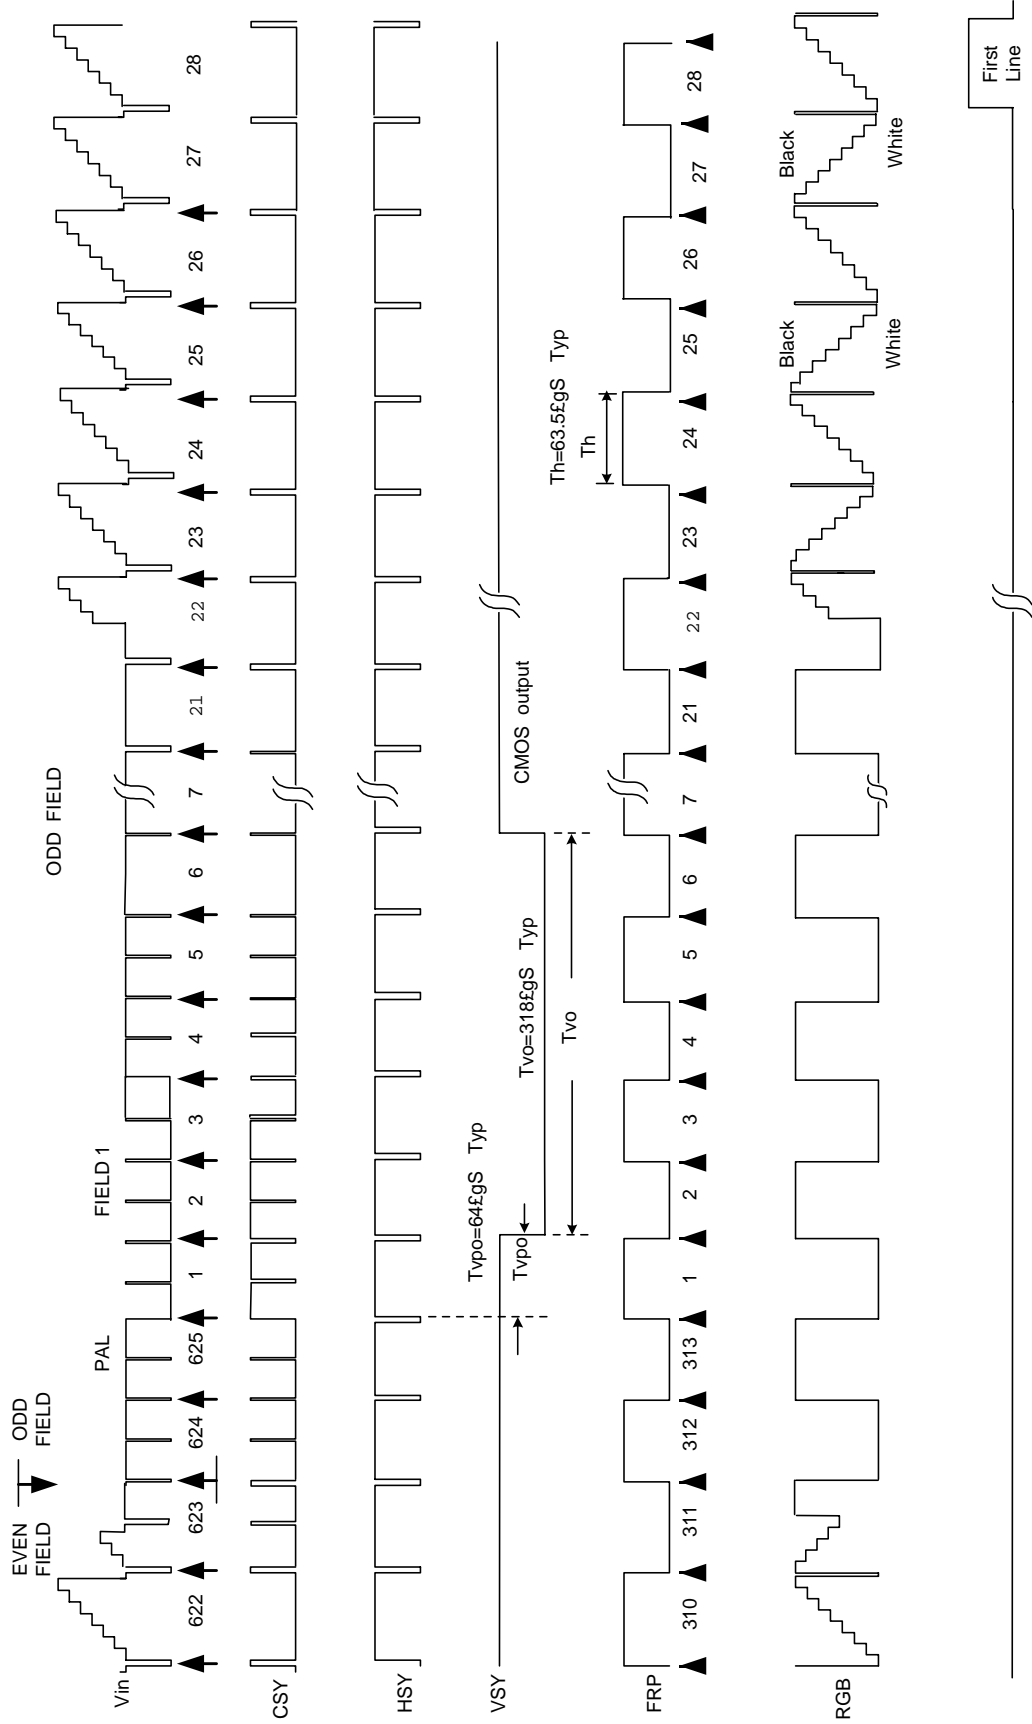 EVEN
FIELD
ODD
FIELD
PAL
FIELD 1
ODD FIELD
Vin
622
623
624
625
1
2
3
4
5
6
7
21
22
23
24
25
26
27
28
CSY
HSY
VSY
Tvpo=64£gS Typ
Tvpo
Tvo=318£gS Typ
Tvo
CMOS output
Th=63.5£gS Typ
Th
FRP
310
311
312
313
1
2
3
4
5
6
7
21
22
23
24
25
26
27
28
RGB
Black
White
Black
White
First
Line